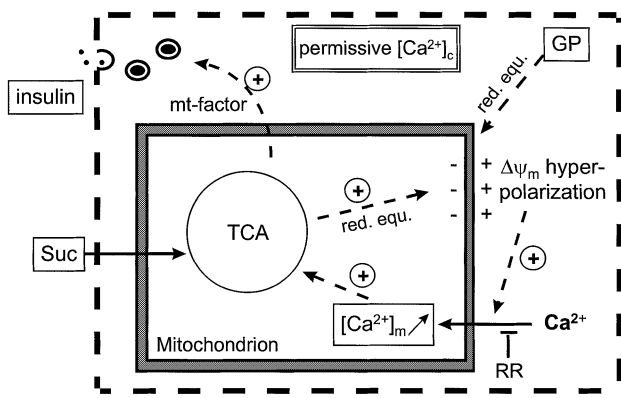 permissive [Ca²⁺]c
GP
insulin
mt-factor
+
red. equ.
- +
- +
- +
Δψm hyper-
polarization
+
red. equ.
TCA
Suc
+
+
[Ca²⁺]m
Ca²⁺
Mitochondrion
RR